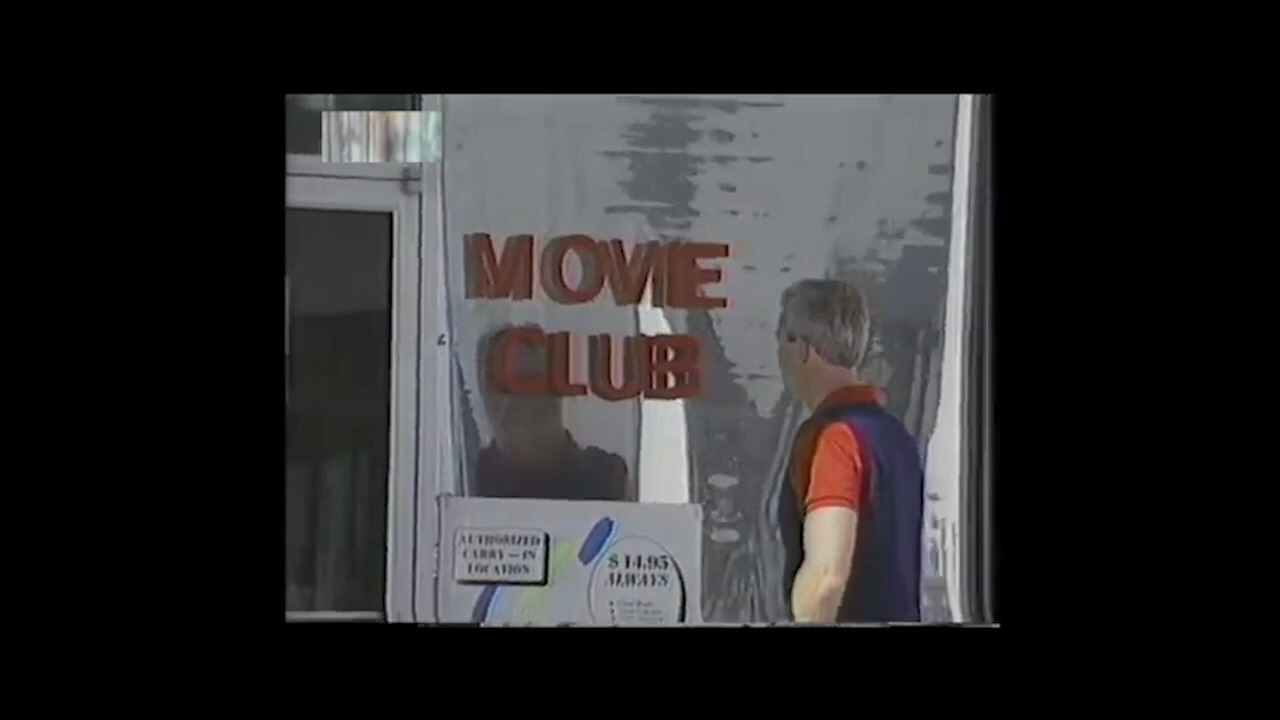 MOVIE
CLUB
AUTHORIZED
CARRY-IN
LOCATION
$14.95
ALWAYS